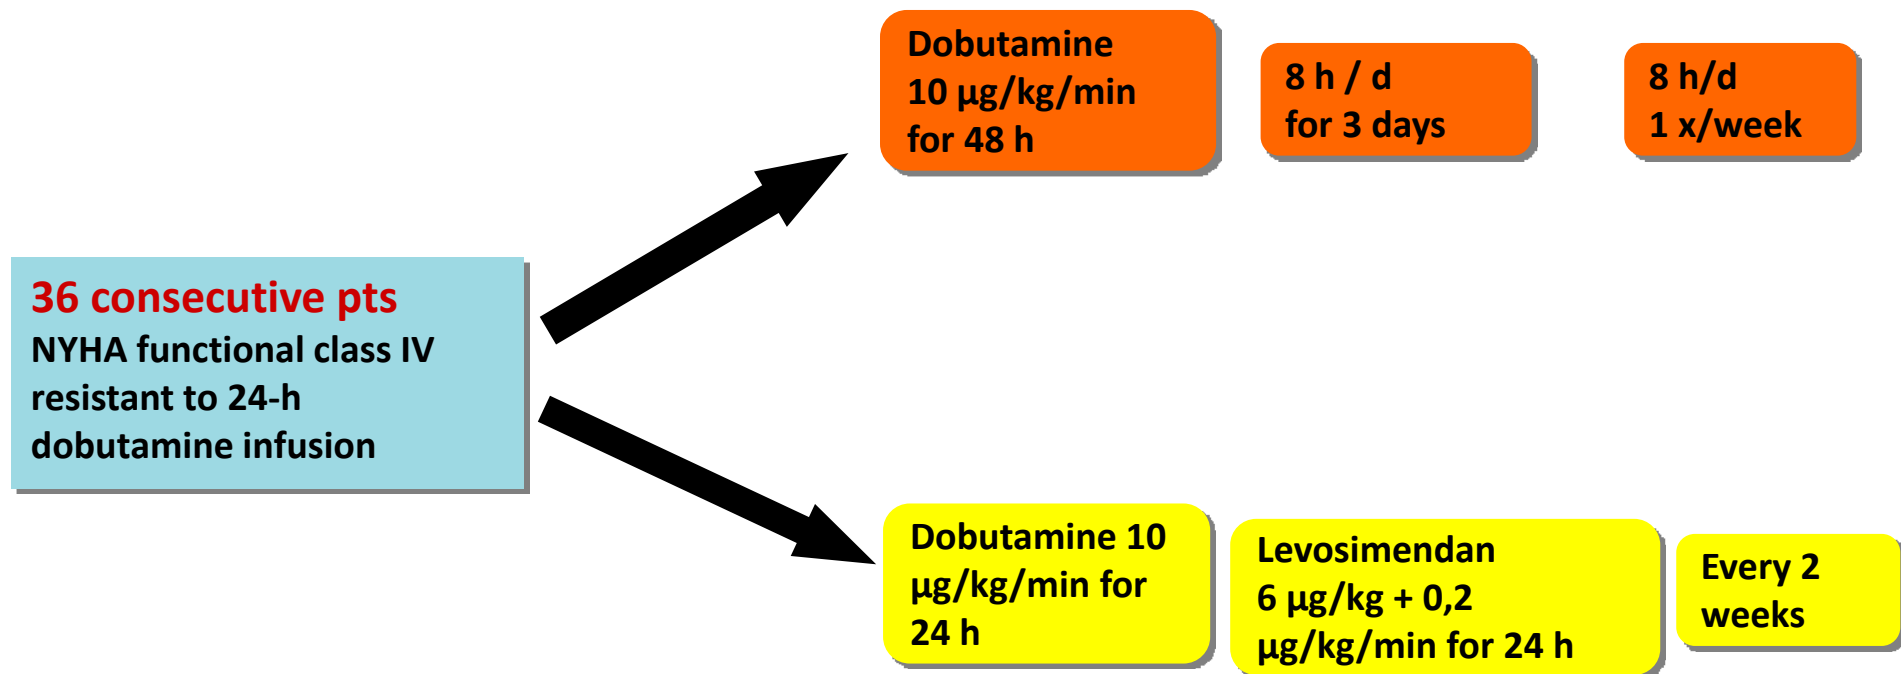 Dobutamine
10 µg/kg/min
for 48 h
8 h / d
for 3 days
8 h/d
1 x/week
36 consecutive pts
NYHA functional class IV
resistant to 24-h
dobutamine infusion
Dobutamine 10
µg/kg/min for
24 h
Levosimendan
6 µg/kg + 0,2
µg/kg/min for 24 h
Every 2
weeks